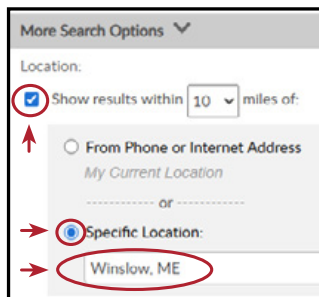 More Search Options
Location:
Show results within 10 miles of:
From Phone or Internet Address
My Current Location
------------ or ------------
Specific Location:
Winslow, ME